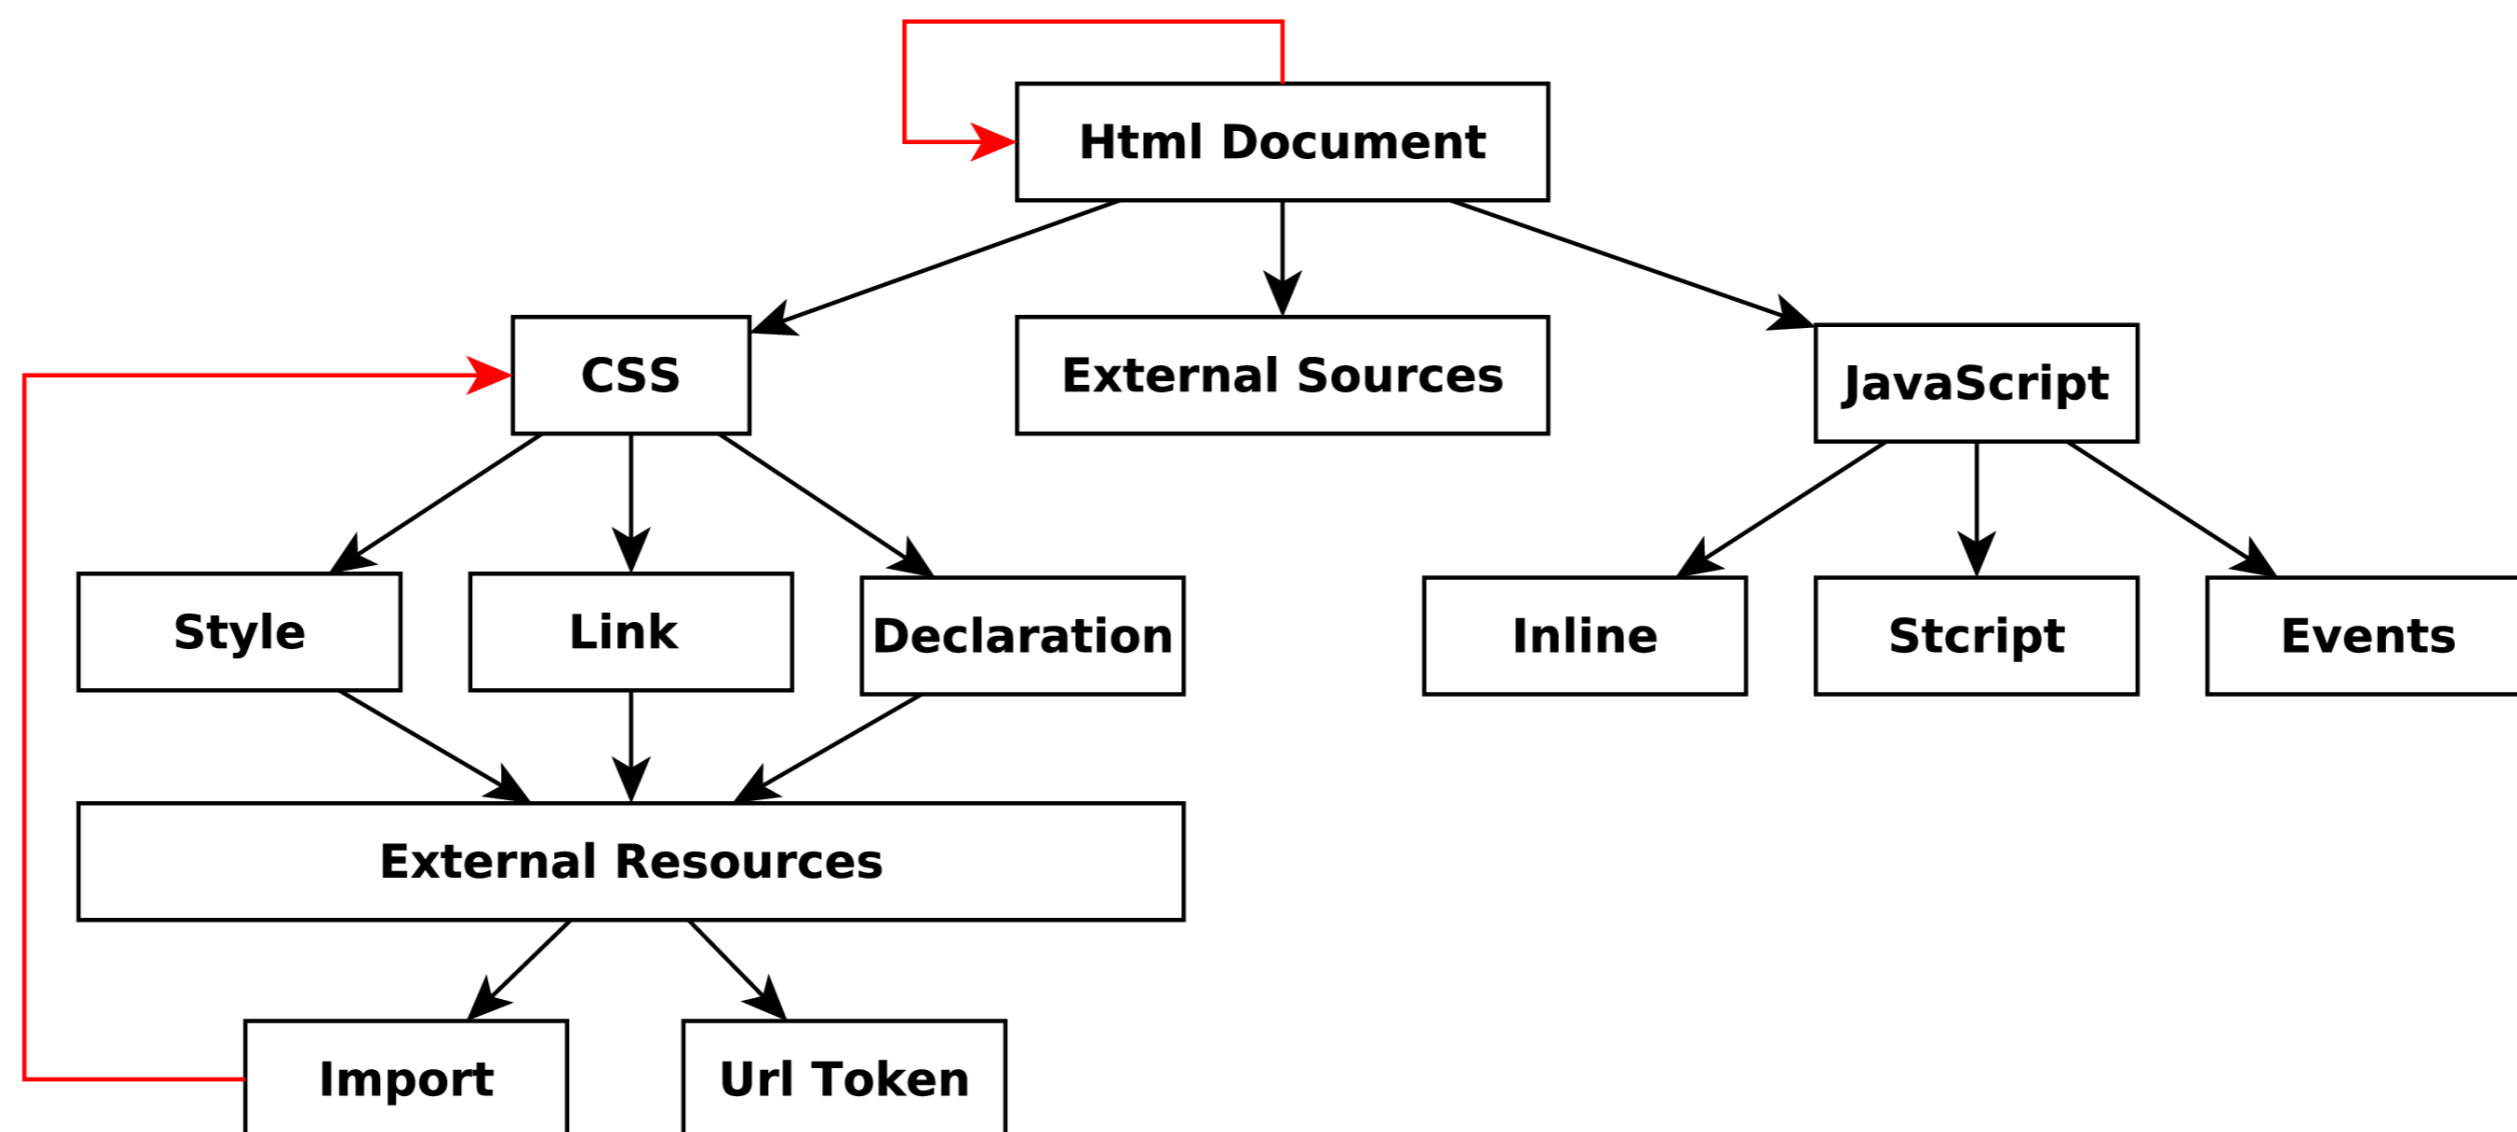 Html Document
CSS
External Sources
JavaScript
Style
Link
Declaration
Inline
Stcript
Events
External Resources
Import
Url Token